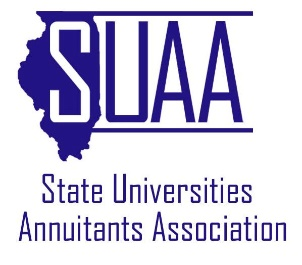 SUAA
State Universities
Annuitants Association